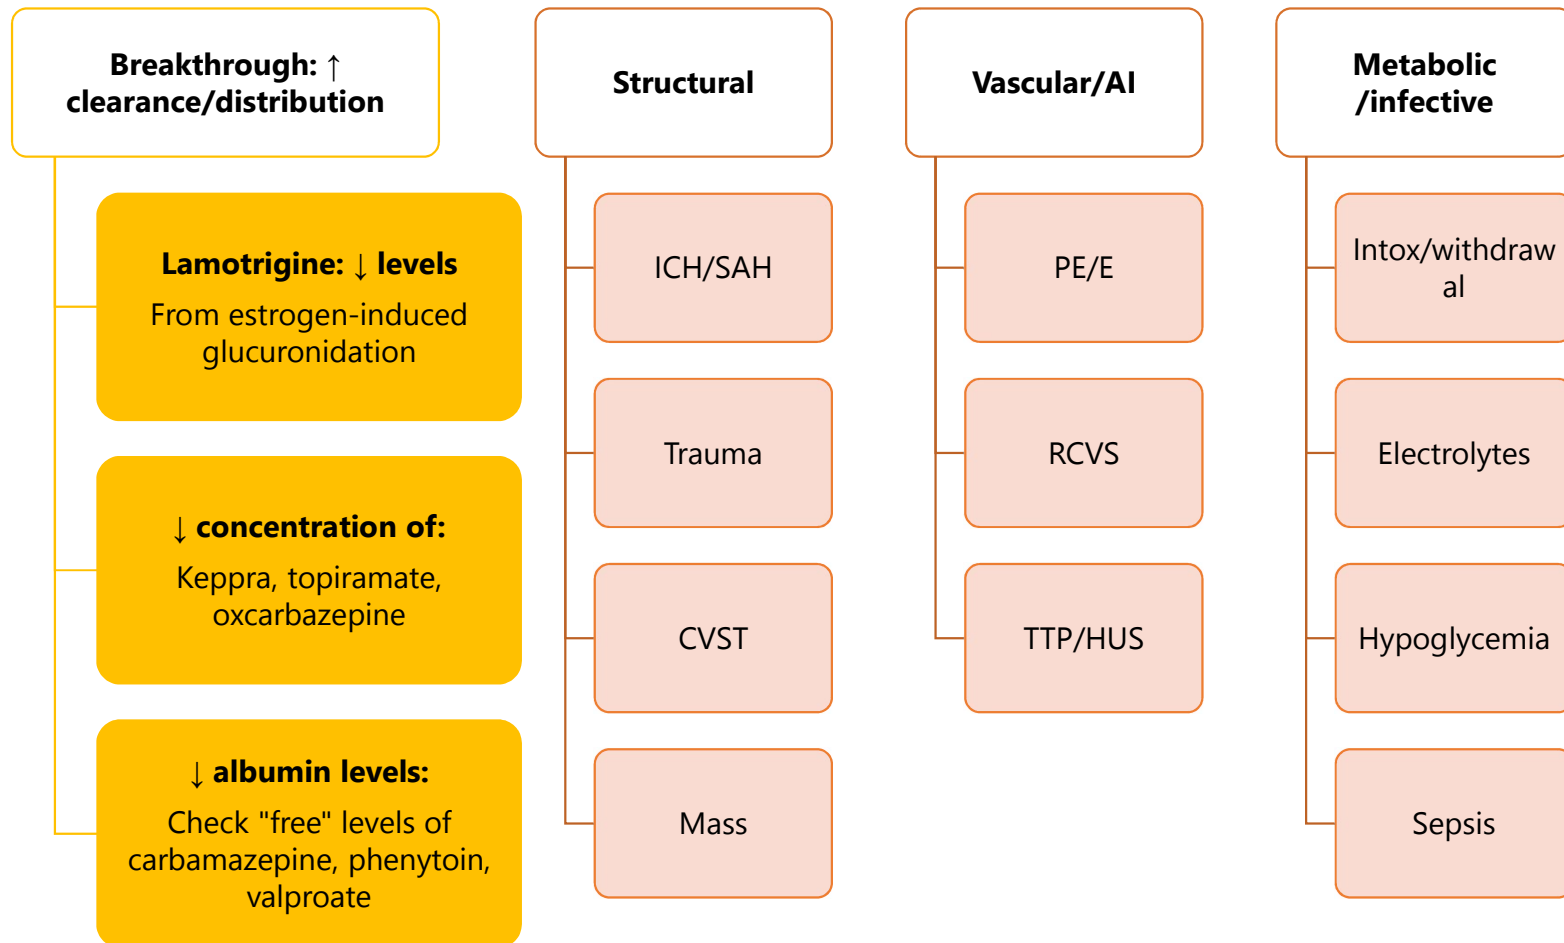 Breakthrough: ↑
clearance/distribution
Lamotrigine: ↓ levels
From estrogen-induced
glucuronidation
↓ concentration of:
Keppra, topiramate,
oxcarbazepine
↓ albumin levels:
Check "free" levels of
carbamazepine, phenytoin,
valproate
Structural
ICH/SAH
Trauma
CVST
Mass
Vascular/AI
PE/E
RCVS
TTP/HUS
Metabolic
/infective
Intox/withdraw
al
Electrolytes
Hypoglycemia
Sepsis